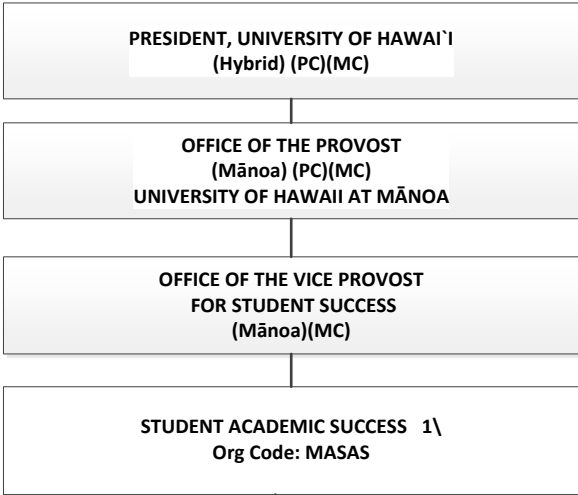 PRESIDENT, UNIVERSITY OF HAWAI`I
(Hybrid) (PC)(MC)
OFFICE OF THE PROVOST
(Mānoa) (PC)(MC)
UNIVERSITY OF HAWAII AT MĀNOA
OFFICE OF THE VICE PROVOST
FOR STUDENT SUCCESS
(Mānoa)(MC)
STUDENT ACADEMIC SUCCESS 1\
Org Code: MASAS